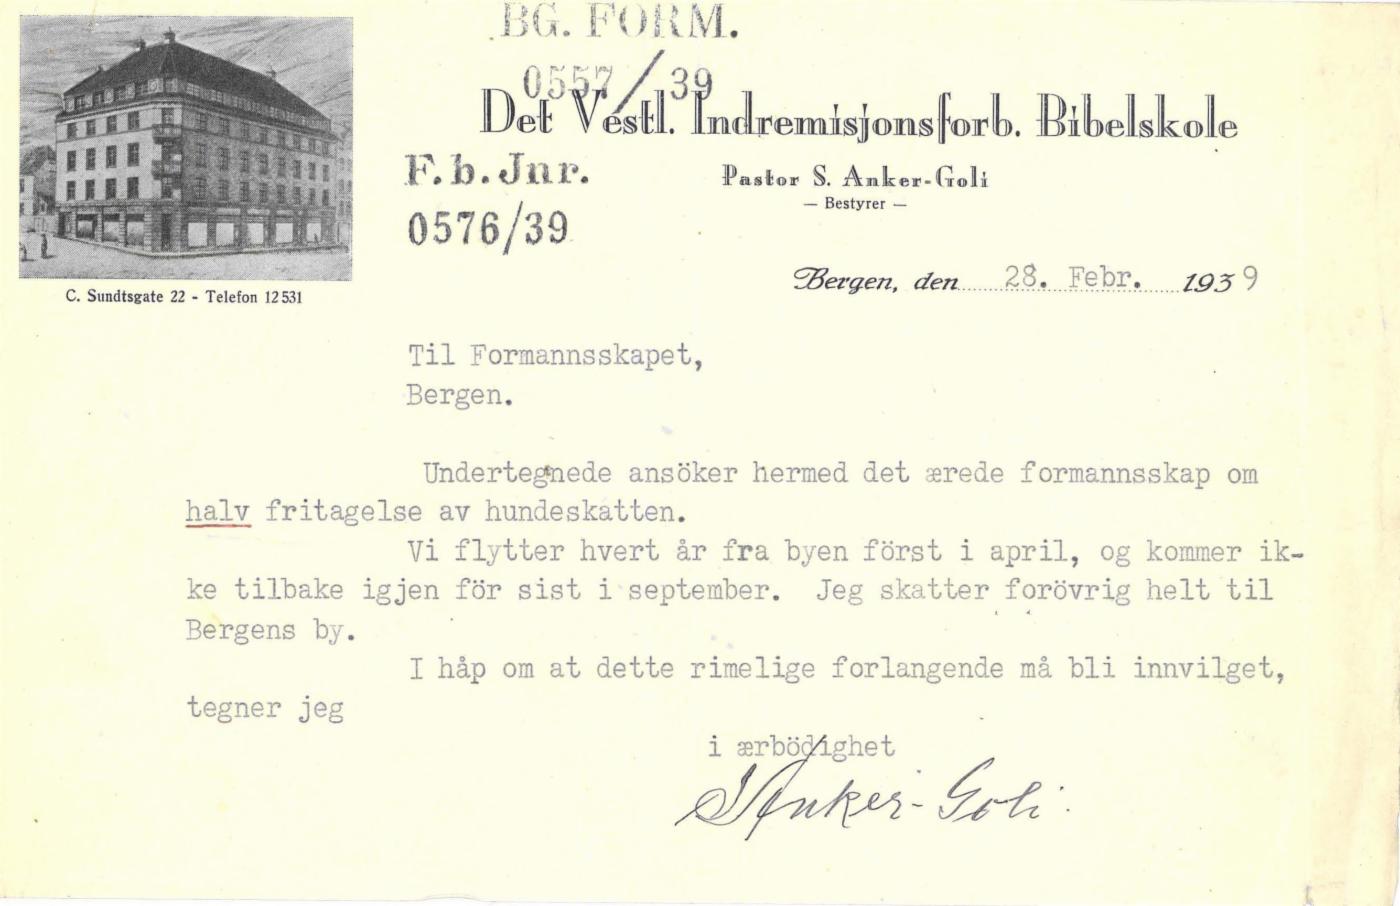 BG. FORM.
0557/39
Det Vestl. Indremisjonsforb. Bibelskole
F.b.Jnr.
0576/39
Pastor S. Anker-Goli
— Bestyrer —
C. Sundtsgate 22 - Telefon 12531
Bergen, den 28. Febr. 1939
Til Formannsskapet,
Bergen.
Undertegnede ansöker hermed det ærede formannsskap om
halv fritagelse av hundeskatten.
Vi flytter hvert år fra byen först i april, og kommer ik-
ke tilbake igjen för sist i september. Jeg skatter forövrig helt til
Bergens by.
I håp om at dette rimelige forlangende må bli innvilget,
tegner jeg
i ærbödighet
S Anker-Goli.